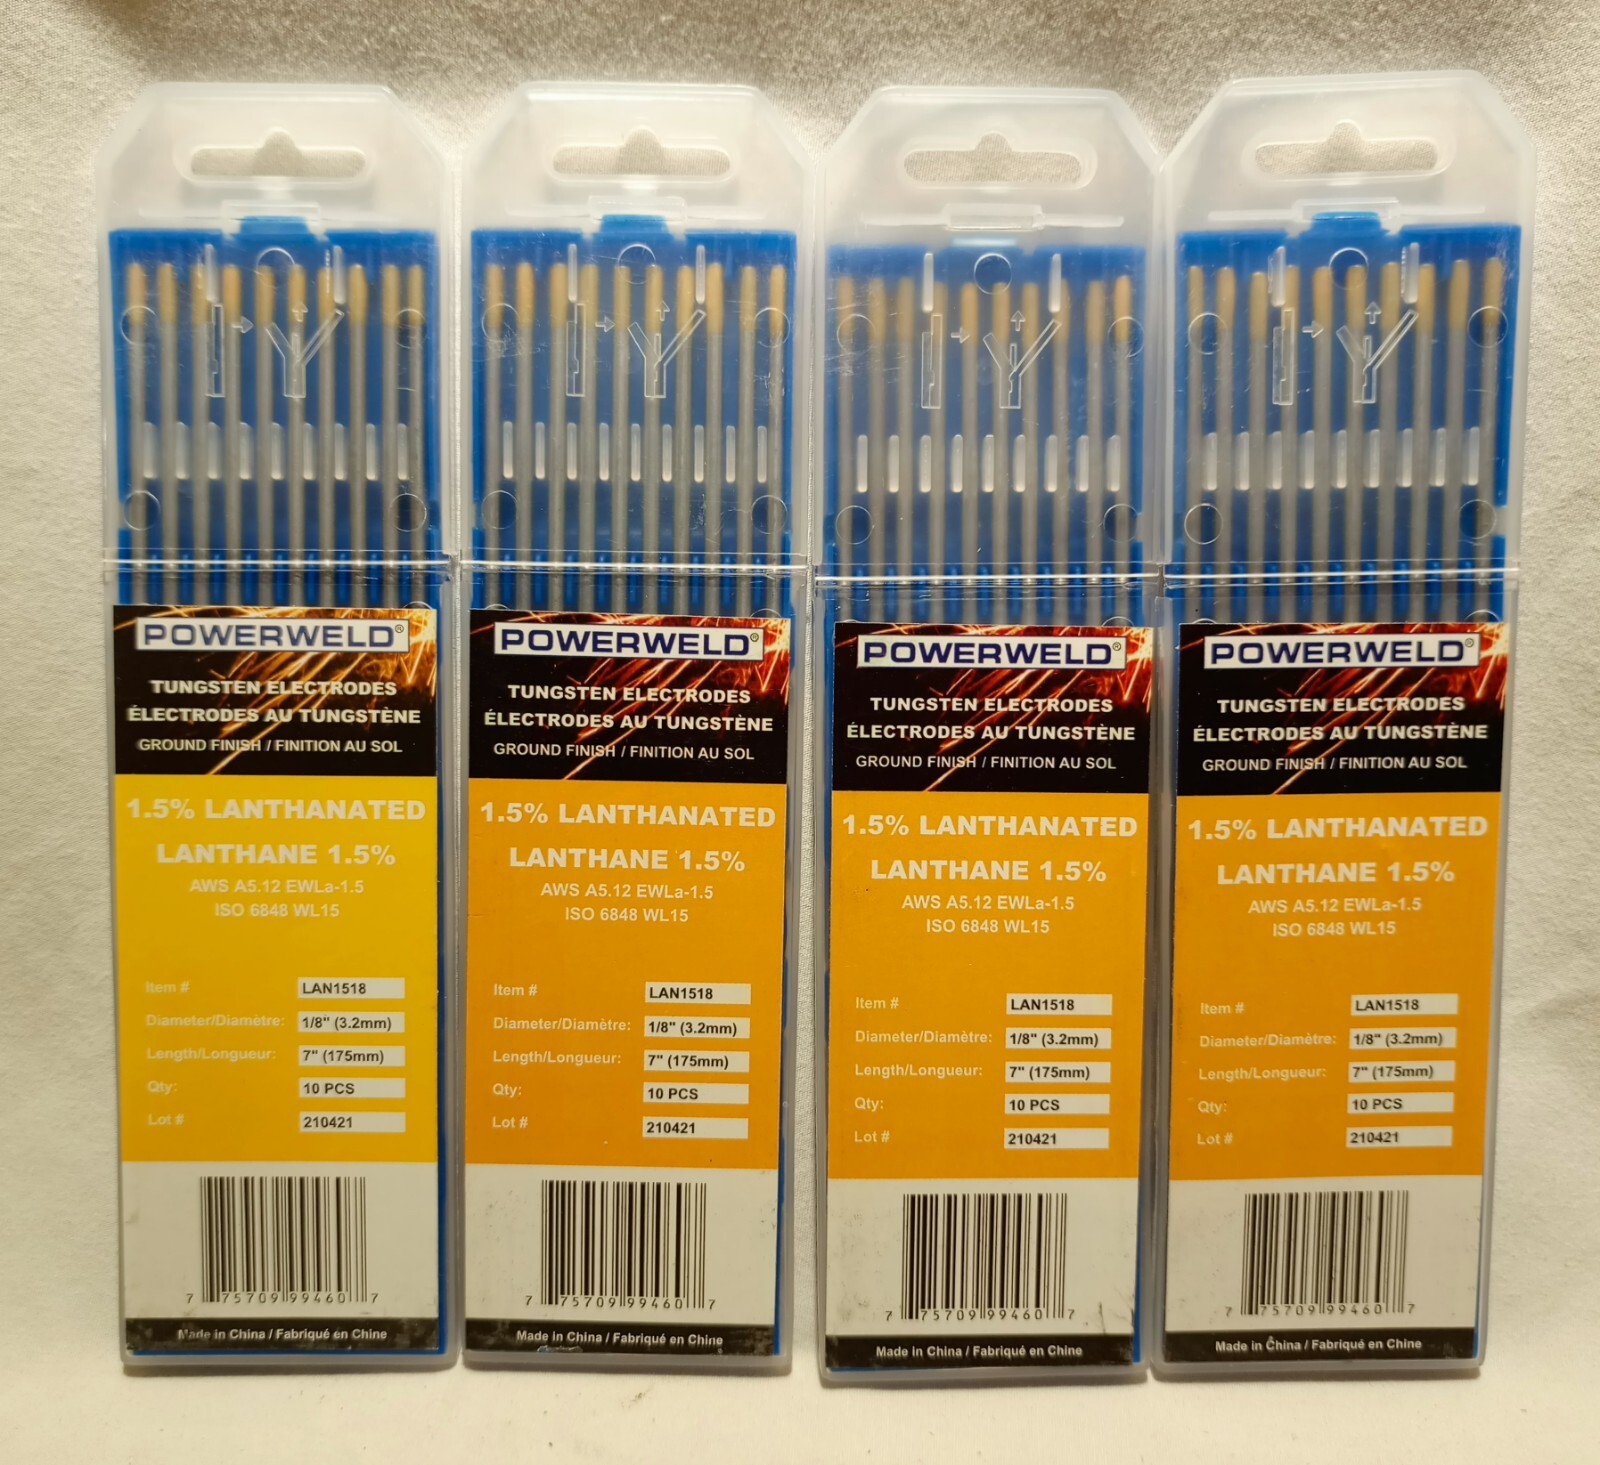 POWERWELD®
TUNGSTEN ELECTRODES
ÉLECTRODES AU TUNGSTÈNE
GROUND FINISH / FINITION AU SOL
1.5% LANTHANATED
LANTHANE 1.5%
AWS A5.12 EWLa-1.5
ISO 6848 WL15
Item # LAN1518
Diameter/Diamètre: 1/8" (3.2mm)
Length/Longueur: 7" (175mm)
Qty: 10 PCS
Lot # 210421
7 75709 99460 7
Made in China / Fabriqué en Chine
POWERWELD®
TUNGSTEN ELECTRODES
ÉLECTRODES AU TUNGSTÈNE
GROUND FINISH / FINITION AU SOL
1.5% LANTHANATED
LANTHANE 1.5%
AWS A5.12 EWLa-1.5
ISO 6848 WL15
Item # LAN1518
Diameter/Diamètre: 1/8" (3.2mm)
Length/Longueur: 7" (175mm)
Qty: 10 PCS
Lot # 210421
7 75709 99460 7
Made in China / Fabriqué en Chine
POWERWELD®
TUNGSTEN ELECTRODES
ÉLECTRODES AU TUNGSTÈNE
GROUND FINISH / FINITION AU SOL
1.5% LANTHANATED
LANTHANE 1.5%
AWS A5.12 EWLa-1.5
ISO 6848 WL15
Item # LAN1518
Diameter/Diamètre: 1/8" (3.2mm)
Length/Longueur: 7" (175mm)
Qty: 10 PCS
Lot # 210421
7 75709 99460 7
Made in China / Fabriqué en Chine
POWERWELD®
TUNGSTEN ELECTRODES
ÉLECTRODES AU TUNGSTÈNE
GROUND FINISH / FINITION AU SOL
1.5% LANTHANATED
LANTHANE 1.5%
AWS A5.12 EWLa-1.5
ISO 6848 WL15
Item # LAN1518
Diameter/Diamètre: 1/8" (3.2mm)
Length/Longueur: 7" (175mm)
Qty: 10 PCS
Lot # 210421
7 75709 99460 7
Made in China / Fabriqué en Chine